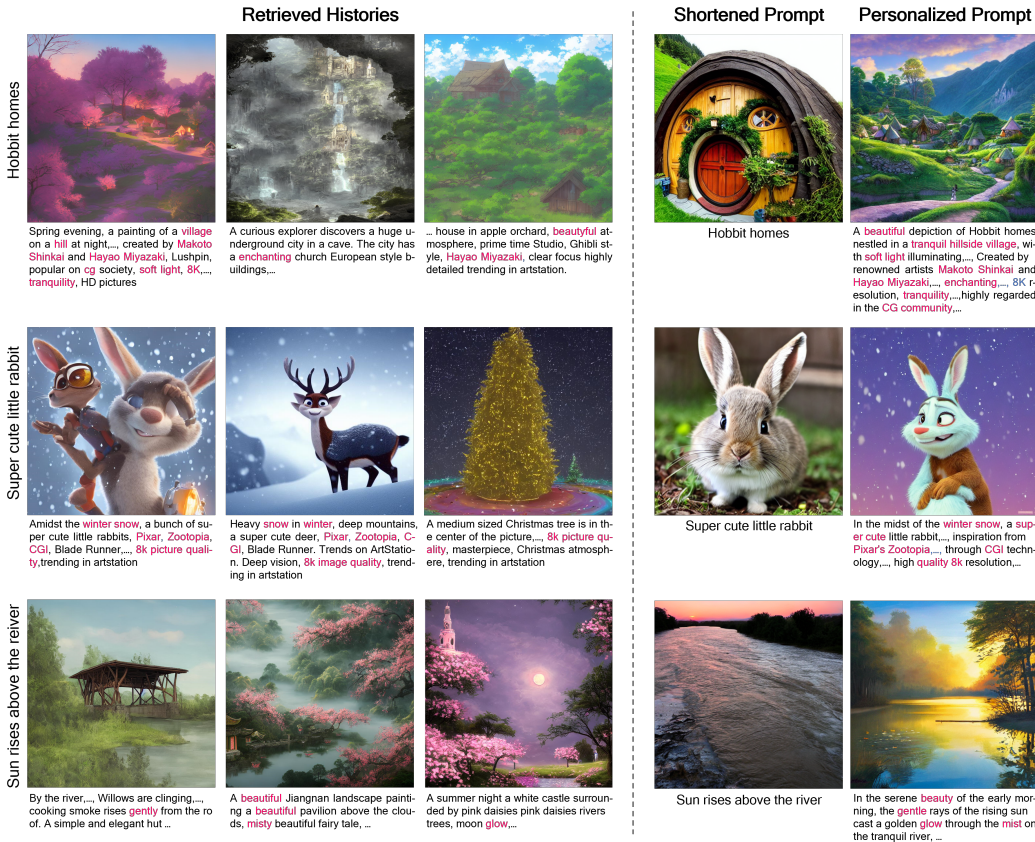 Retrieved Histories
Shortened Prompt
Personalized Prompt
Hobbit homes
Spring evening, a painting of a village
on a hill at night,..., created by Makoto
Shinkai and Hayao Miyazaki, Lushpin,
popular on cg society, soft light, 8K,...,
tranquility, HD pictures
A curious explorer discovers a huge u-
nderground city in a cave. The city has
a enchanting church European style b-
uildings,...
... house in apple orchard, beautyful at-
mosphere, prime time Studio, Ghibli st-
yle, Hayao Miyazaki, clear focus highly
detailed trending in artstation.
Hobbit homes
A beautiful depiction of Hobbit homes
nestled in a tranquil hillside village, wi-
th soft light illuminating,..., Created by
renowned artists Makoto Shinkai and
Hayao Miyazaki,..., enchanting,..., 8K r-
esolution, tranquility,...,highly regarded
in the CG community,...
Super cute little rabbit
Amidst the winter snow, a bunch of su-
per cute little rabbits, Pixar, Zootopia,
CGI, Blade Runner,..., 8k picture quali-
ty,trending in artstation
Heavy snow in winter, deep mountains,
a super cute deer, Pixar, Zootopia, C-
GI, Blade Runner. Trends on ArtStatio-
n. Deep vision, 8k image quality, trend-
ing in artstation
A medium sized Christmas tree is in th-
e center of the picture,..., 8k picture qu-
ality, masterpiece, Christmas atmosph-
ere, trending in artstation
Super cute little rabbit
In the midst of the winter snow, a sup-
er cute little rabbit,..., inspiration from
Pixar's Zootopia,..., through CGI techn-
ology,..., high quality 8k resolution,...
Sun rises above the reiver
By the river,..., Willows are clinging,...,
cooking smoke rises gently from the ro
of. A simple and elegant hut ...
A beautiful Jiangnan landscape painti-
ng a beautiful pavilion above the clou-
ds, misty beautiful fairy tale, ...
A summer night a white castle surroun-
ded by pink daisies pink daisies rivers
trees, moon glow,...
Sun rises above the river
In the serene beauty of the early mor-
ning, the gentle rays of the rising sun
cast a golden glow through the mist on
the tranquil river, ...